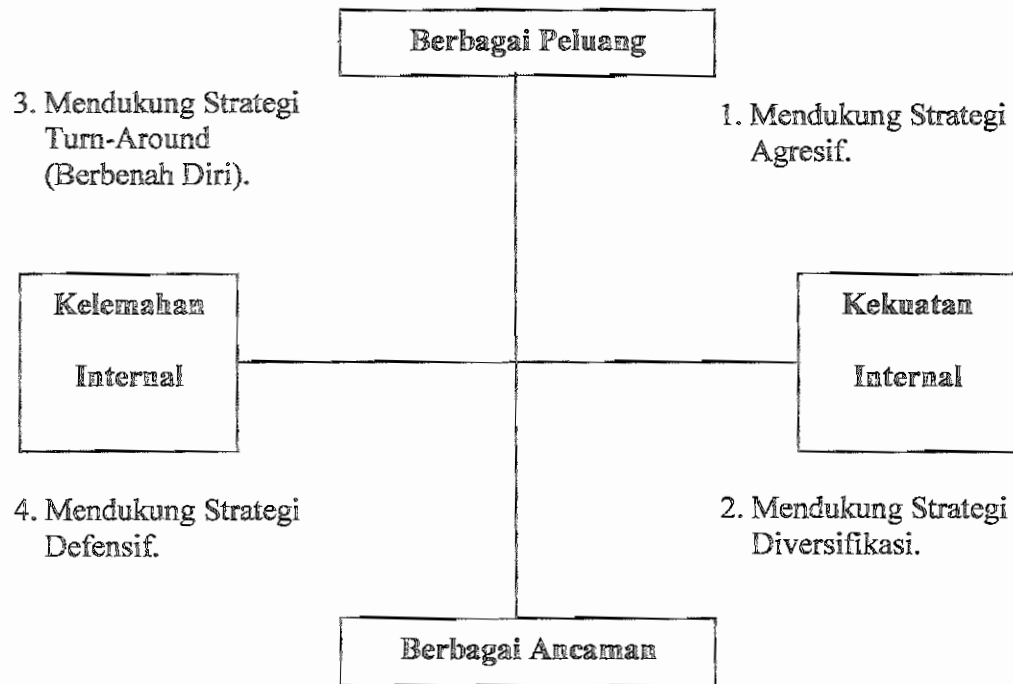 Berbagai Peluang
3. Mendukung Strategi
Turn-Around
(Berbenah Diri).
1. Mendukung Strategi
Agresif.
Kelemahan
Internal
Kekuatan
Internal
4. Mendukung Strategi
Defensif.
2. Mendukung Strategi
Diversifikasi.
Berbagai Ancaman